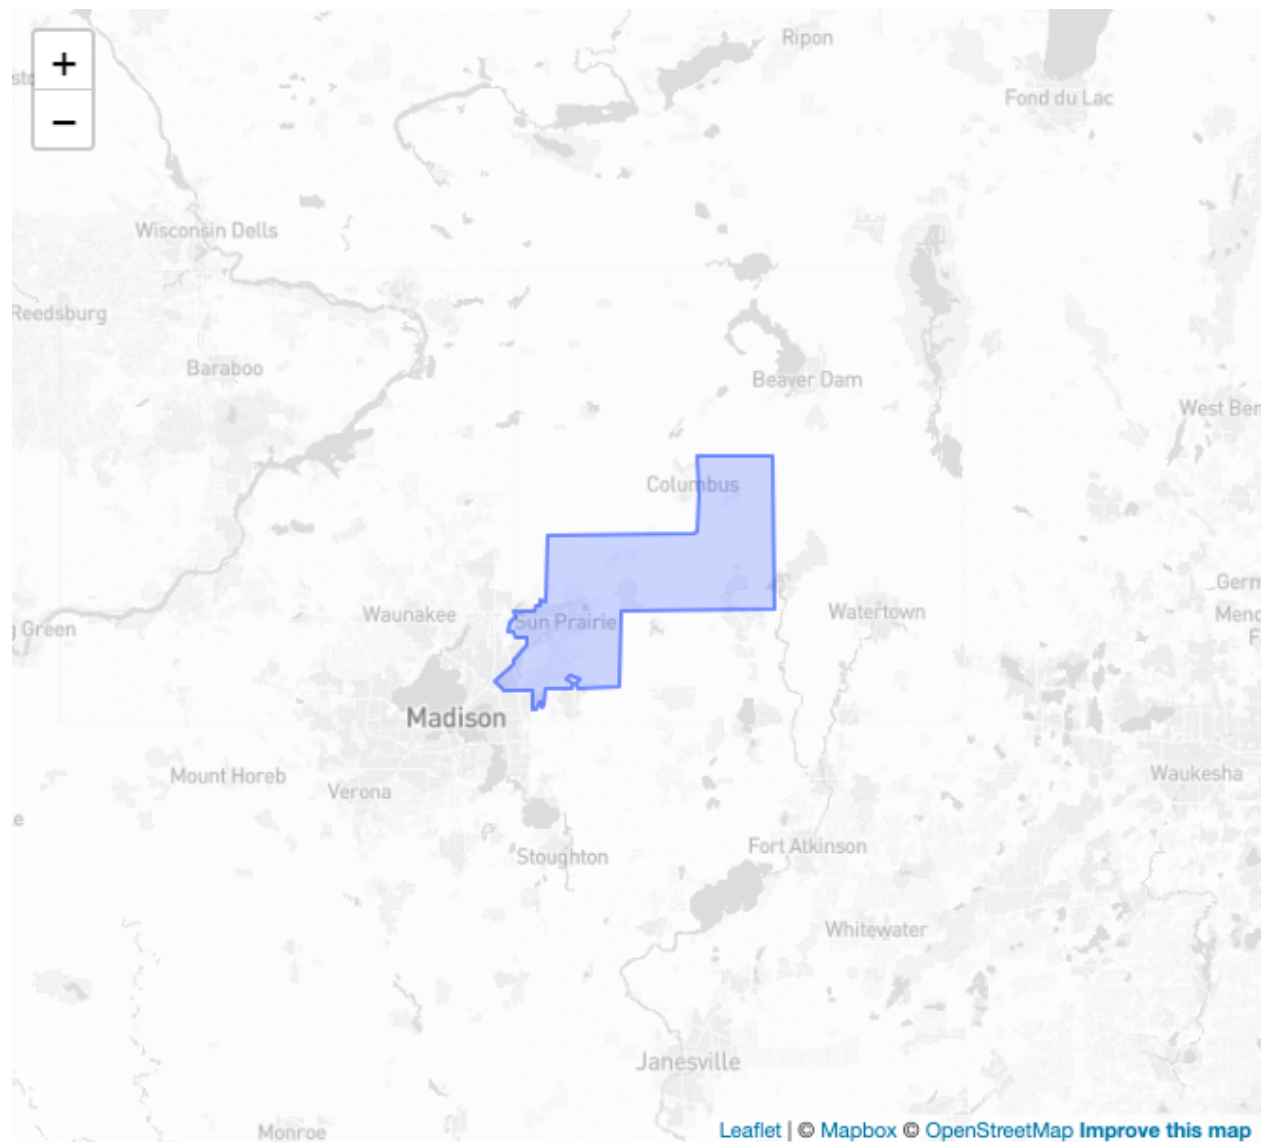 +
Ripon
sto
Fond du Lac
−
Wisconsin Dells
Reedsburg
Baraboo
Beaver Dam
West Ben
Columbus
Germ
Waunakee
Sun Prairie
Watertown
Meno
g Green
F
Madison
Mount Horeb
Waukesha
Verona
e
Fort Atkinson
Stoughton
Whitewater
Janesville
Monroe
Leaflet | © Mapbox © OpenStreetMap Improve this map